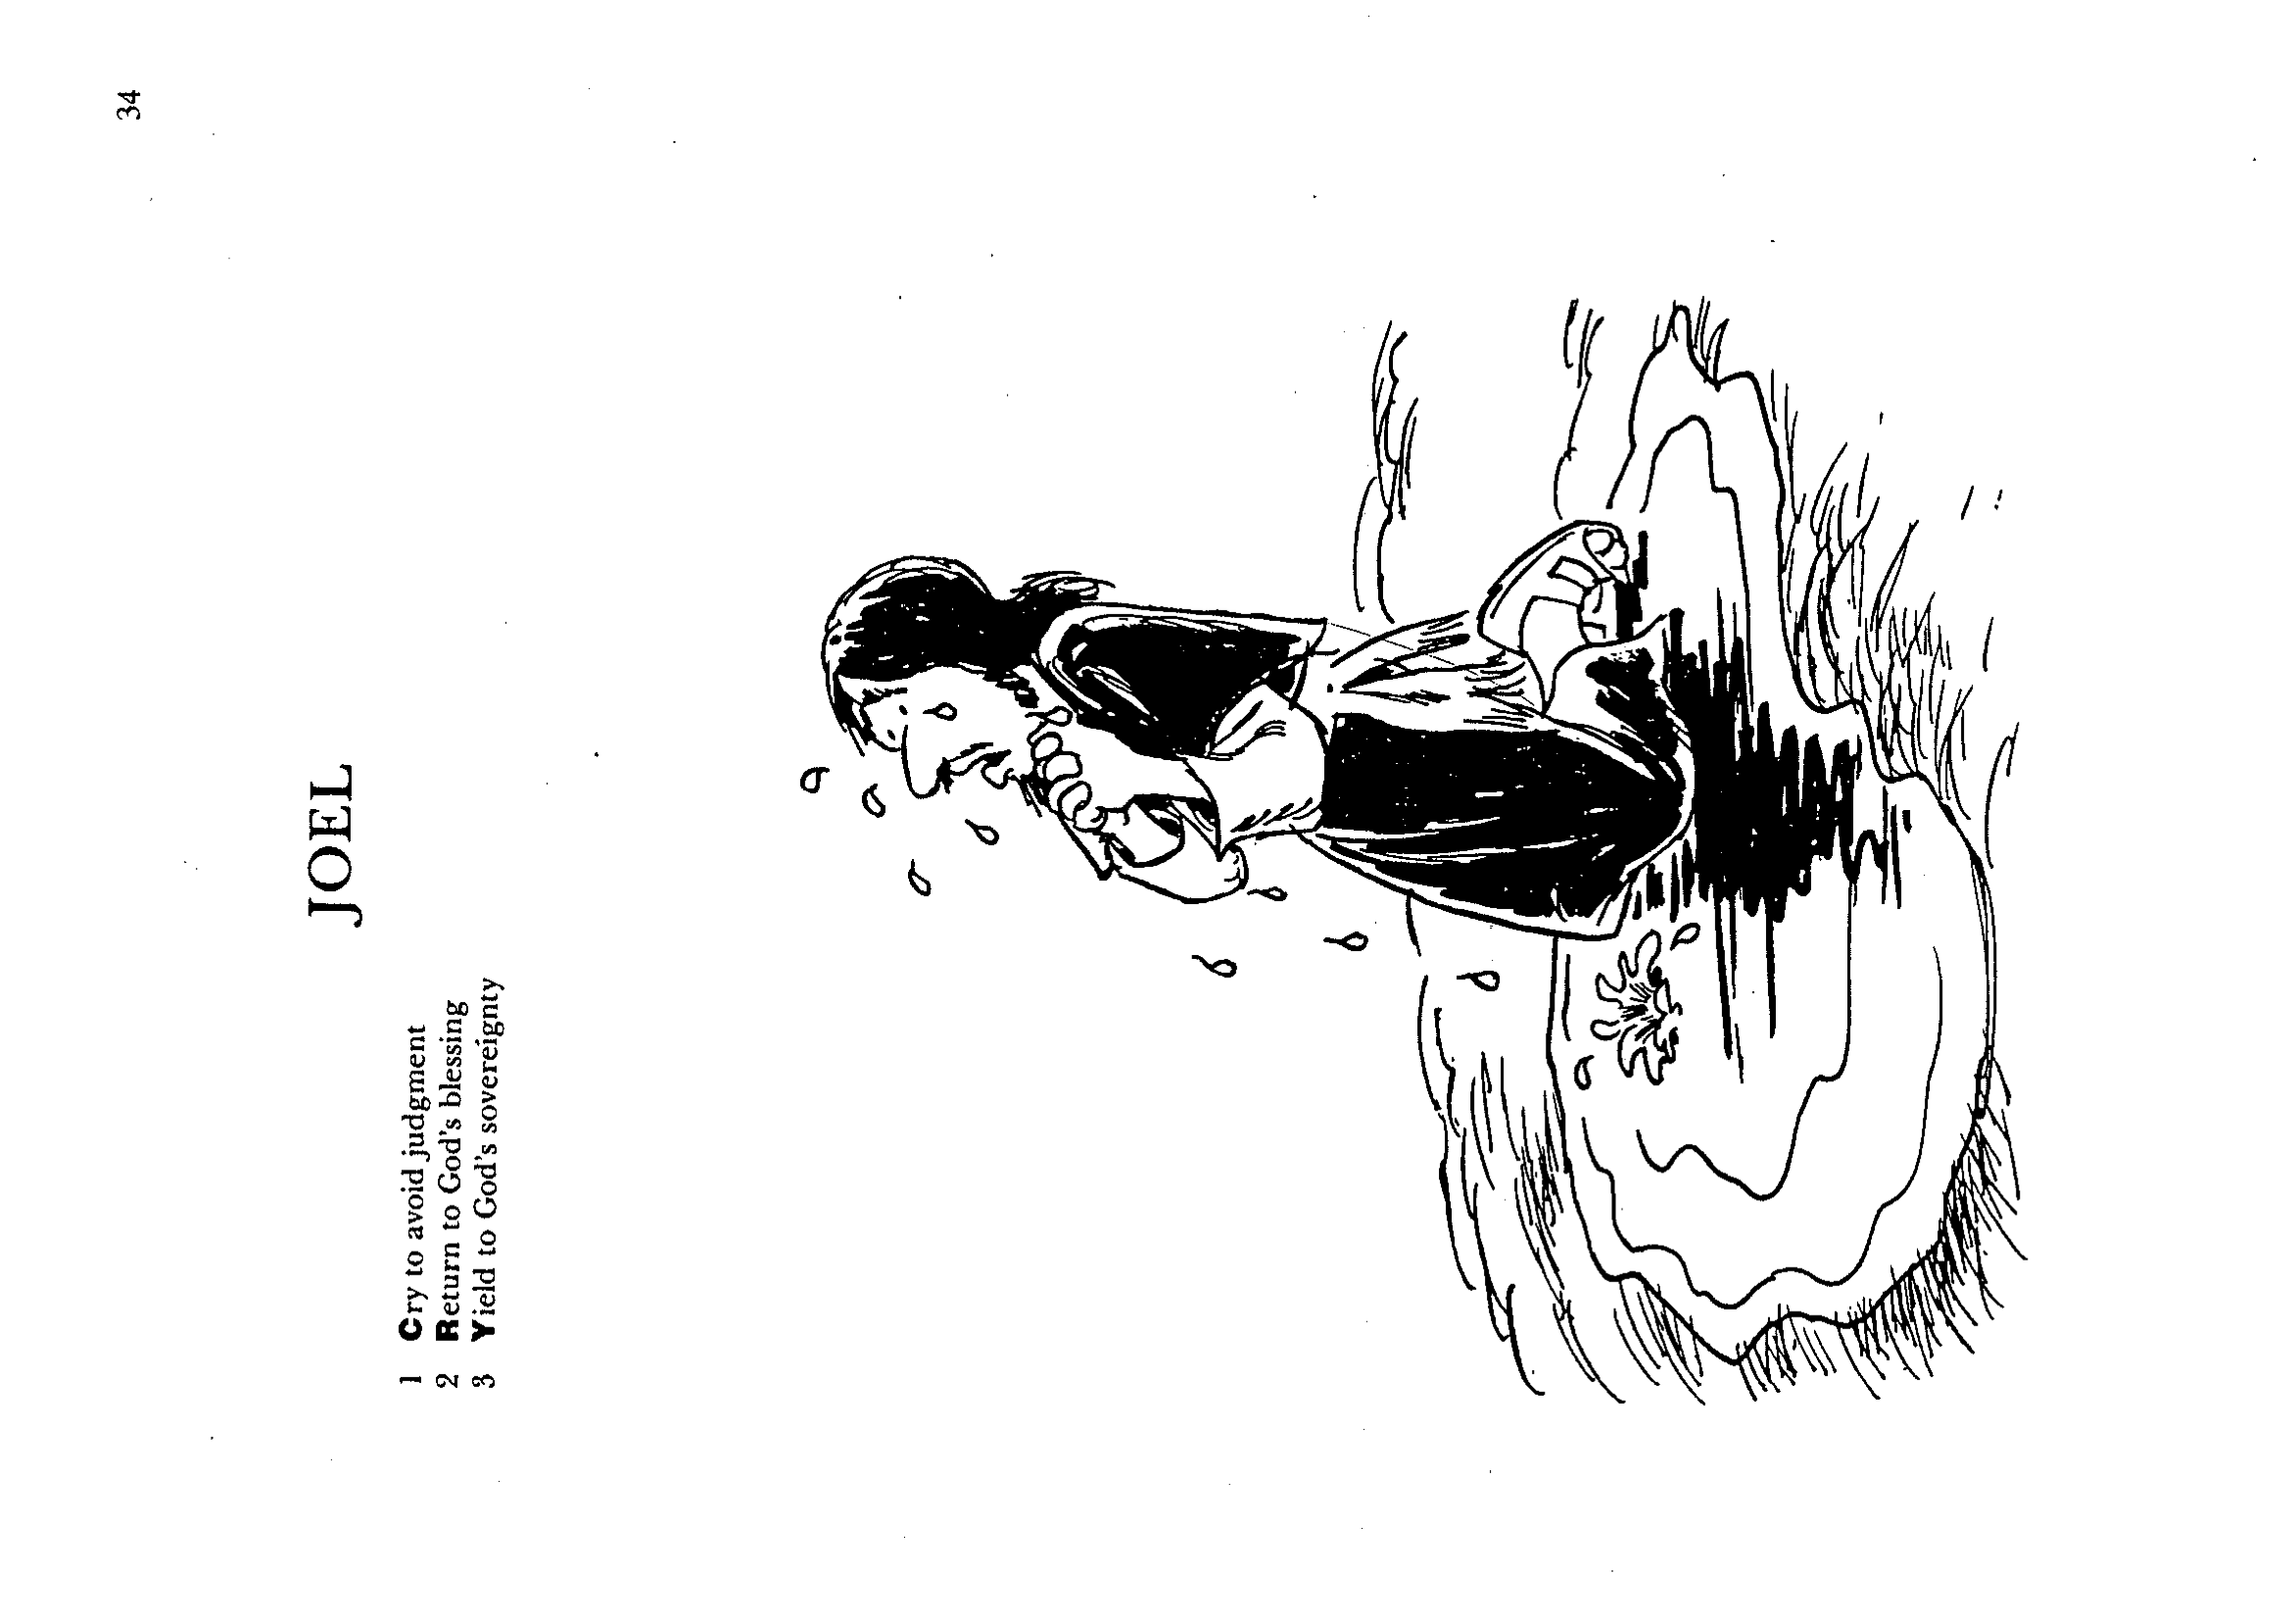 34
JOEL
1 Cry to avoid judgment
2 Return to God's blessing
3 Yield to God's sovereignty